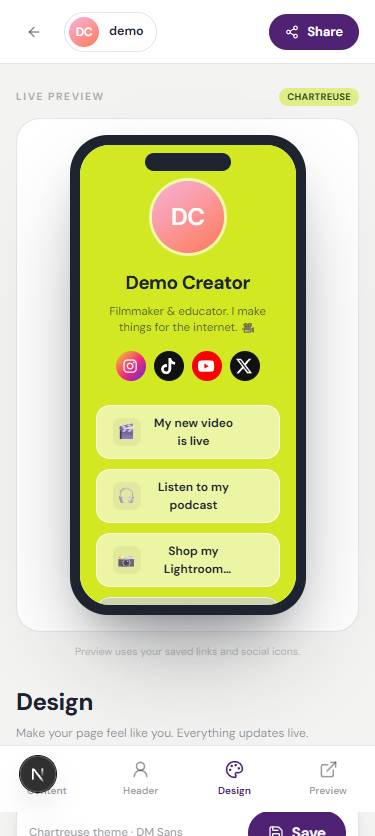 DC demo Share
LIVE PREVIEW CHARTREUSE
DC
Demo Creator
Filmmaker & educator. I make
things for the internet. 🎥
My new video
is live
Listen to my
podcast
Shop my
Lightroom...
Preview uses your saved links and social icons.
Design
Make your page feel like you. Everything updates live.
N
Content Header Design Preview
Chartreuse theme · DM Sans Save